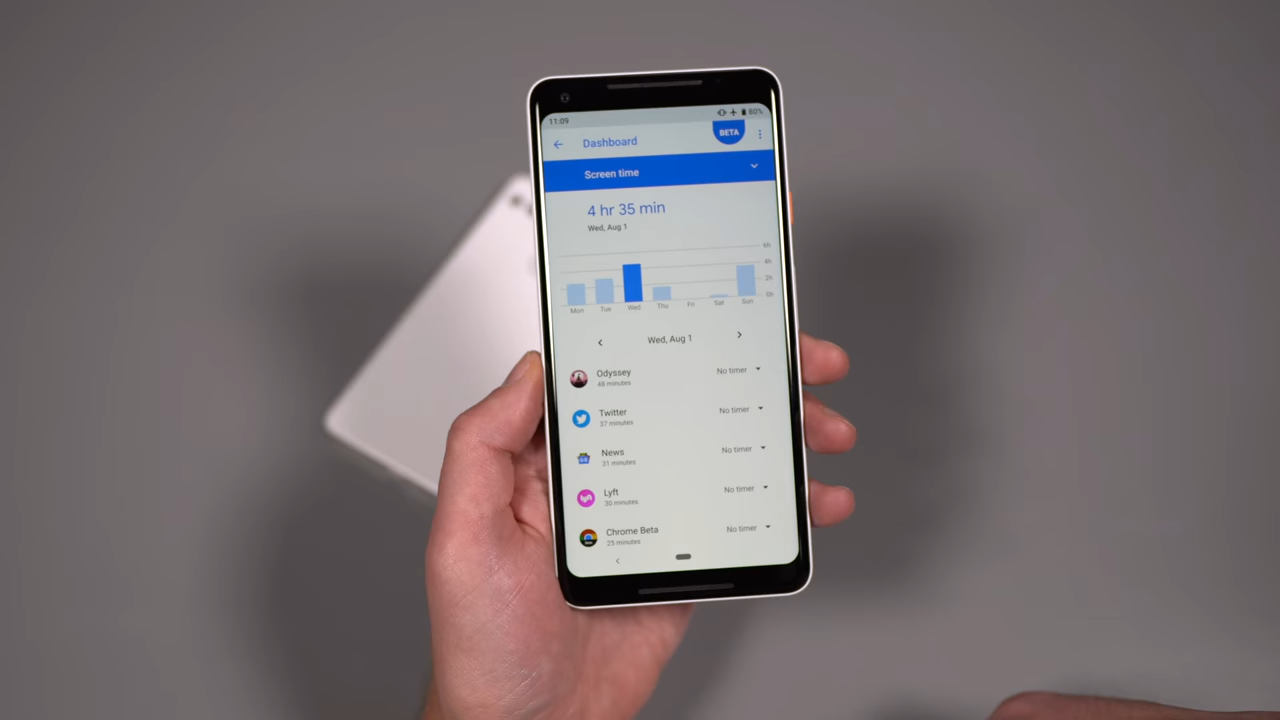 11:09 80%
Dashboard BETA
Screen time
4 hr 35 min
Wed, Aug 1
6h
4h
2h
0h
Mon Tue Wed Thu Fri Sat Sun
Wed, Aug 1
Odyssey No timer
48 minutes
Twitter No timer
37 minutes
News No timer
31 minutes
Lyft No timer
30 minutes
Chrome Beta No timer
25 minutes